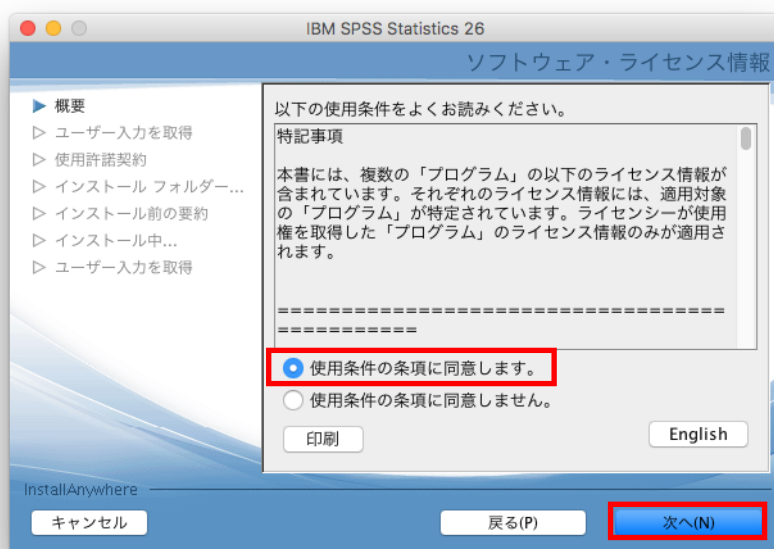 IBM SPSS Statistics 26
ソフトウェア・ライセンス情報
概要
ユーザー入力を取得
使用許諾契約
インストール フォルダー...
インストール前の要約
インストール中...
ユーザー入力を取得
以下の使用条件をよくお読みください。
特記事項
本書には、複数の「プログラム」の以下のライセンス情報が
含まれています。それぞれのライセンス情報には、適用対象
の「プログラム」が特定されています。ライセンシーが使用
権を取得した「プログラム」のライセンス情報のみが適用さ
れます。
===================================
===========
使用条件の条項に同意します。
使用条件の条項に同意しません。
印刷
English
InstallAnywhere
キャンセル
戻る(P)
次へ(N)